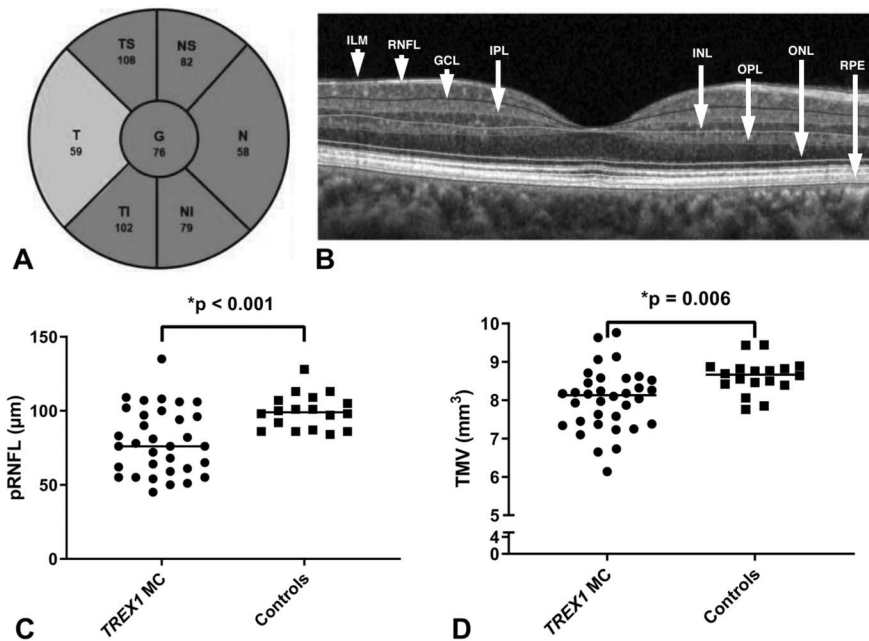 TS
108
NS
82
T
59
G
76
N
58
TI
102
NI
79
A
ILM
RNFL
GCL
IPL
INL
OPL
ONL
RPE
B
*p < 0.001
pRNFL (µm)
150
100
50
0
TREX1 MC
Controls
C
*p = 0.006
TMV (mm³)
10
9
8
7
6
5
4
0
TREX1 MC
Controls
D